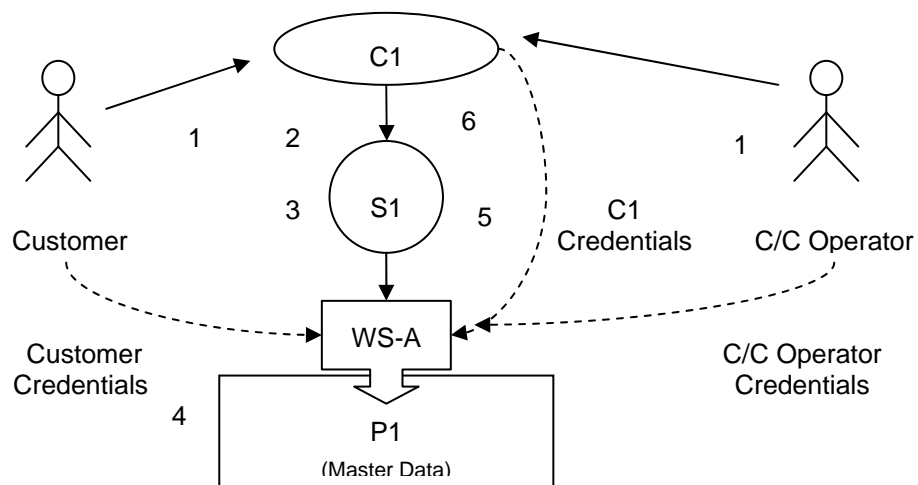 C1
1
2
6
1
3
S1
5
Customer
C1
Credentials
C/C Operator
WS-A
Customer
Credentials
C/C Operator
Credentials
4
P1
(Master Data)